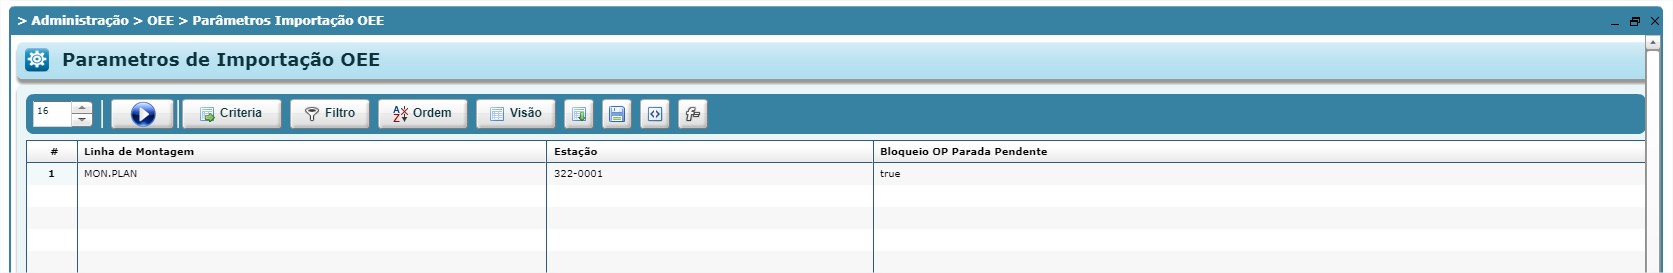 > Administração > OEE > Parâmetros Importação OEE
Parametros de Importação OEE
16 Criteria Filtro Ordem Visão
# Linha de Montagem Estação Bloqueio OP Parada Pendente
1 MON.PLAN 322-0001 true